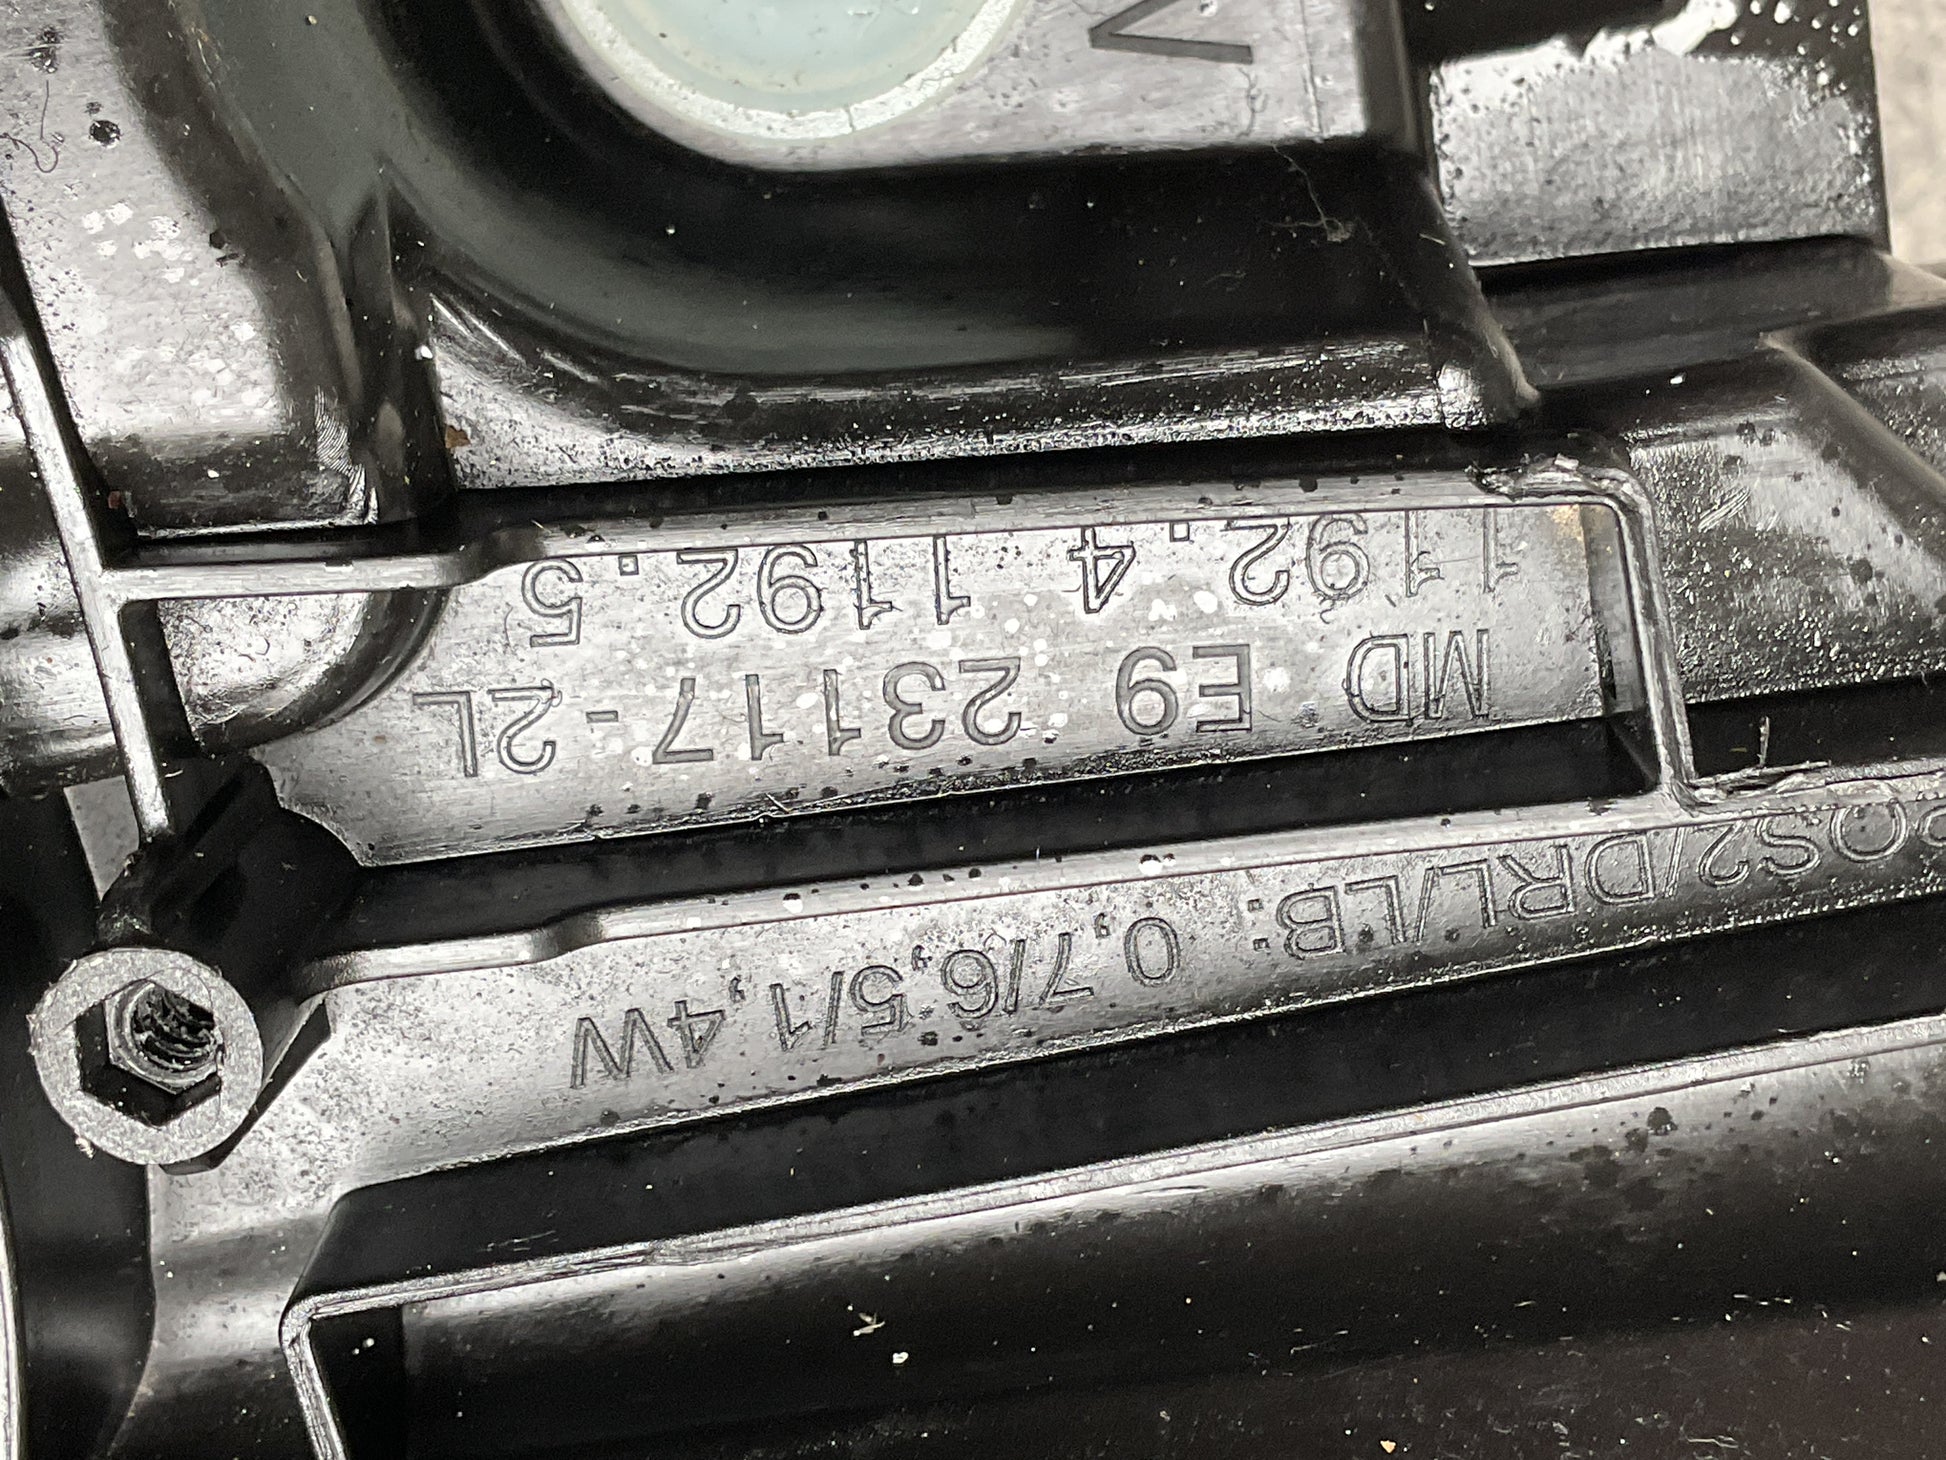 POS2/DRL/LB: 0,7/6,5/1,4W
MD E9 23117-2L
1192.4 1192.5